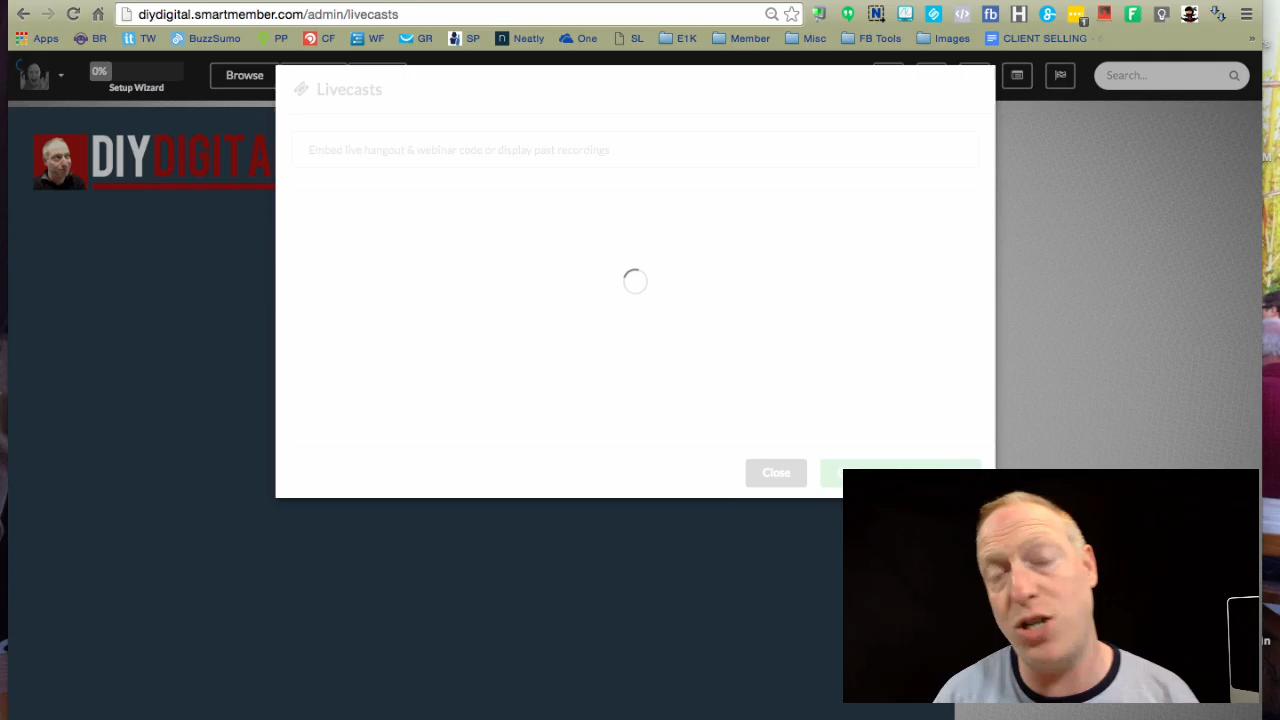 diydigital.smartmember.com/admin/livecasts
Apps BR TW BuzzSumo PP CF WF GR SP Neatly One SL E1K Member Misc FB Tools Images CLIENT SELLING - »
0%
Setup Wizard
Browse
Search...
Livecasts
DIYDIGITA
Embed live hangout & webinar code or display past recordings
Close